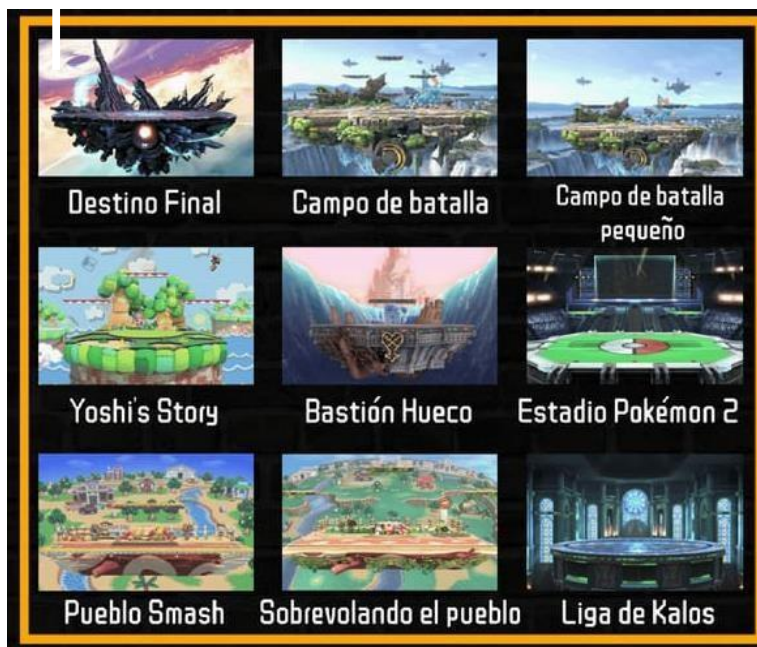 Destino Final
Campo de batalla
Campo de batalla
pequeño
Yoshi's Story
Bastión Hueco
Estadio Pokémon 2
Pueblo Smash
Sobrevolando el pueblo
Liga de Kalos